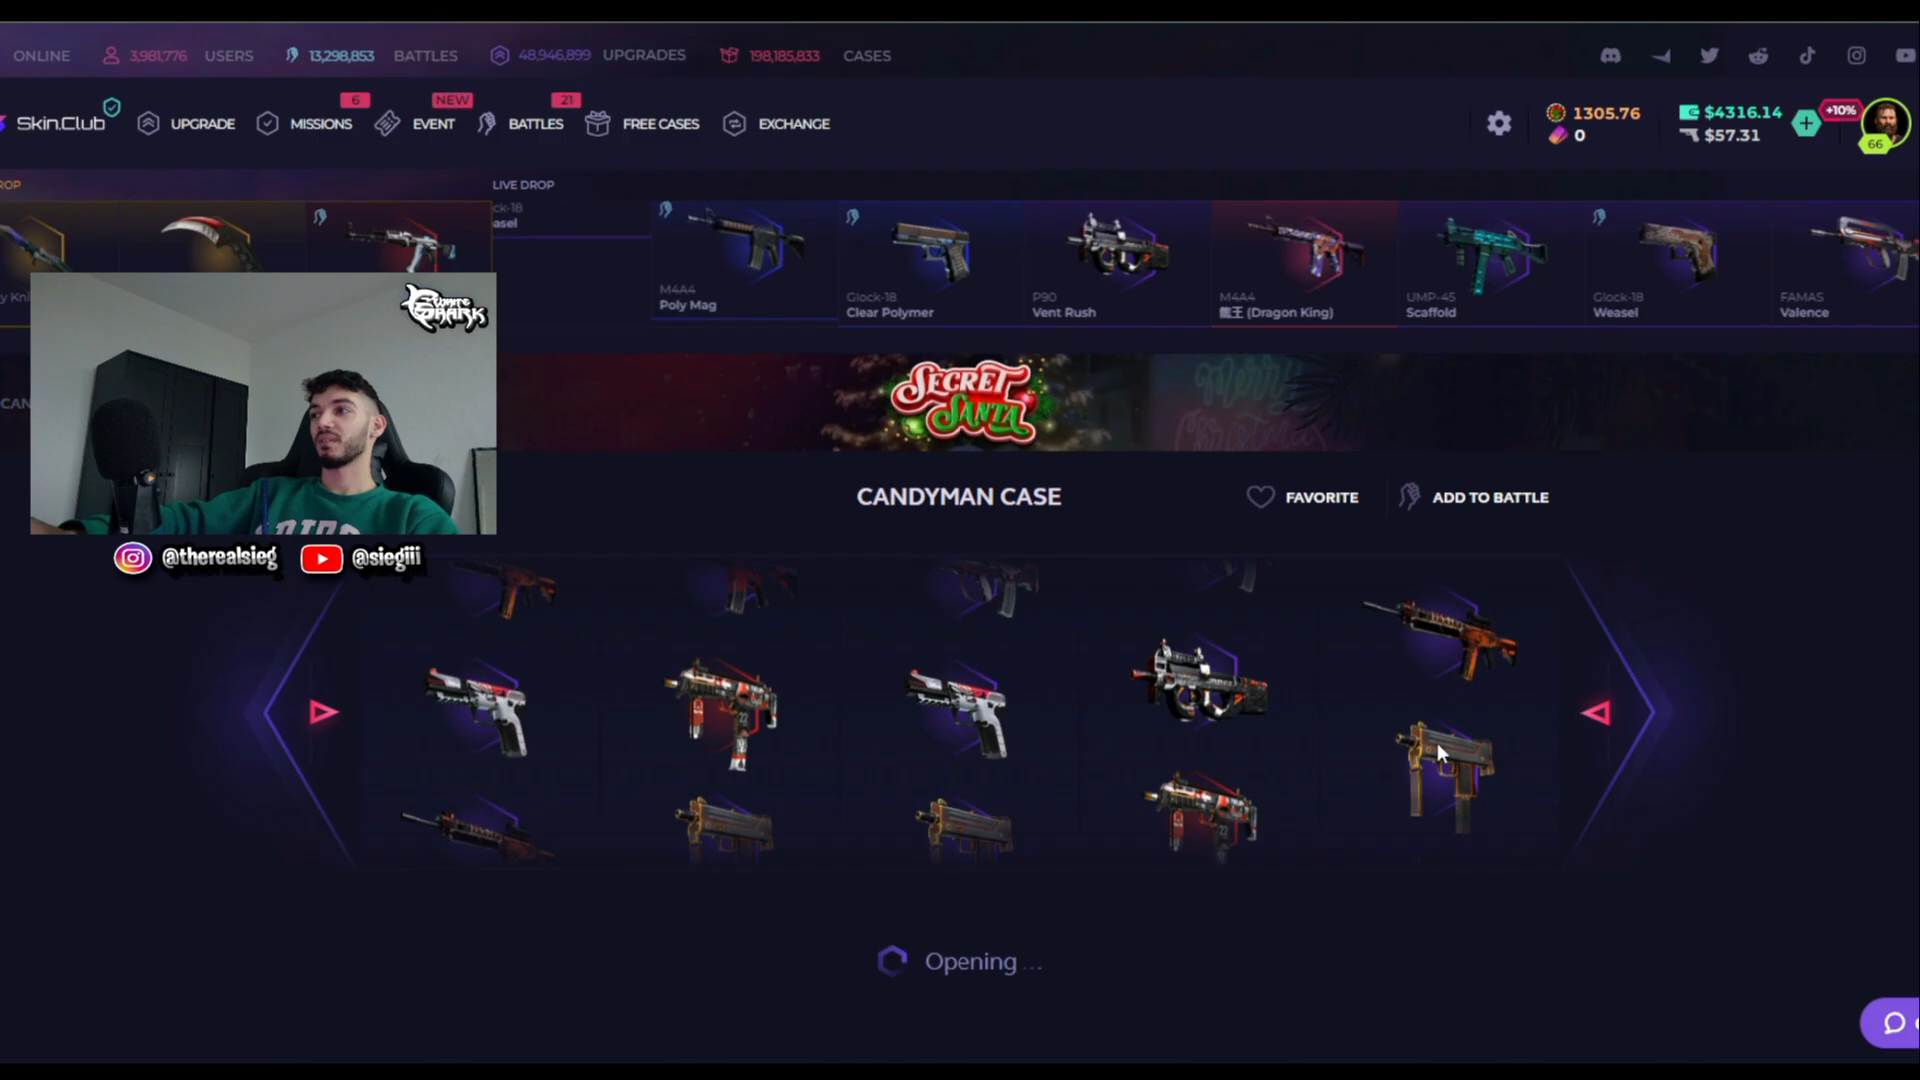 ONLINE 3,981,776 USERS 13,298,853 BATTLES 48,946,899 UPGRADES 198,185,833 CASES
Skin.Club UPGRADE 6 MISSIONS NEW EVENT 21 BATTLES FREE CASES EXCHANGE
1305.76
0
$4316.14
$57.31
+10%
66
LIVE DROP
M4A4
Poly Mag
Glock-18
Clear Polymer
P90
Vent Rush
M4A4
龍王 (Dragon King)
UMP-45
Scaffold
Glock-18
Weasel
FAMAS
Valence
SECRET
SANTA
CANDYMAN CASE
FAVORITE
ADD TO BATTLE
@therealsieg
@siegiii
Opening ...